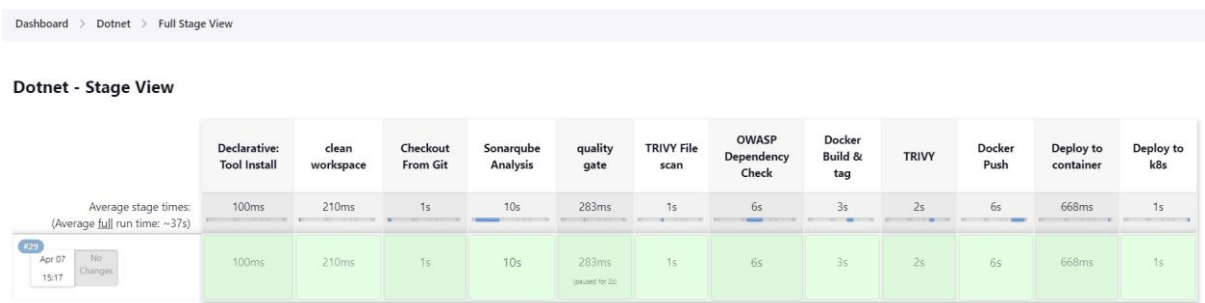 Dashboard > Dotnet > Full Stage View
Dotnet - Stage View
Declarative: Tool Install
clean workspace
Checkout From Git
Sonarqube Analysis
quality gate
TRIVY File scan
OWASP Dependency Check
Docker Build & tag
TRIVY
Docker Push
Deploy to container
Deploy to k8s
Average stage times:
(Average full run time: ~37s)
100ms 210ms 1s 10s 283ms 1s 6s 3s 2s 6s 668ms 1s
#29
Apr 07
15:17
No Changes
100ms 210ms 1s 10s 283ms 1s 6s 3s 2s 6s 668ms 1s
(paused for 2s)